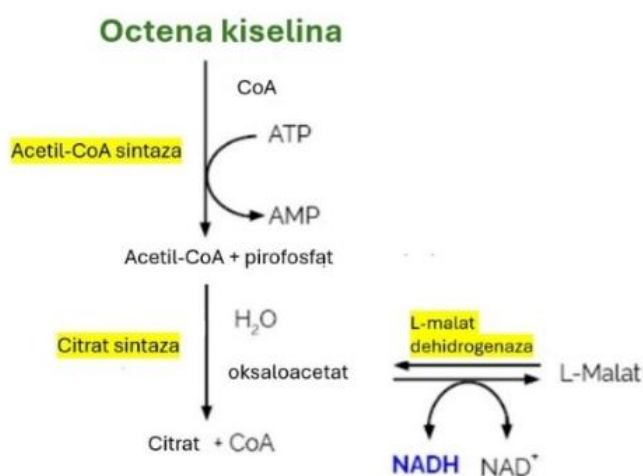 Octena kiselina
CoA
ATP
Acetil-CoA sintaza
AMP
Acetil-CoA + pirofosfat
H₂O
L-malat
dehidrogenaza
Citrat sintaza
oksaloacetat
L-Malat
Citrat + CoA
NADH NAD⁺